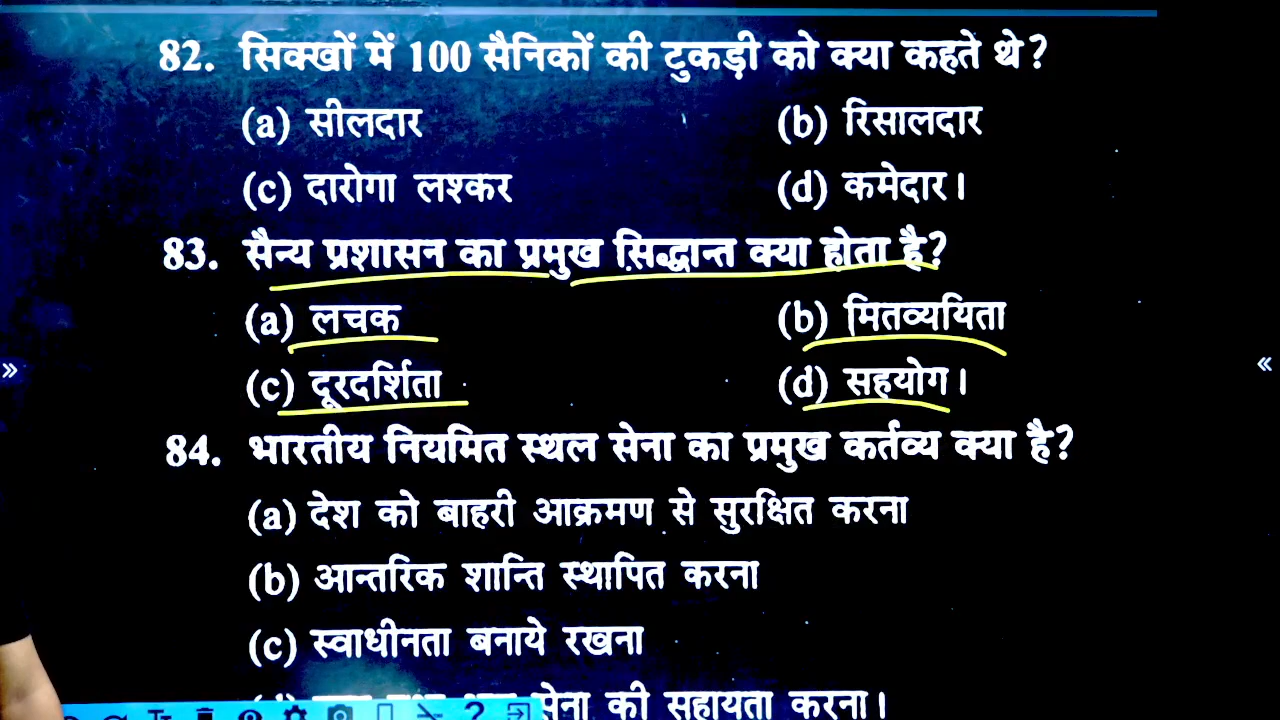 82. सिक्खों में 100 सैनिकों की टुकड़ी को क्या कहते थे?
(a) सीलदार (b) रिसालदार
(c) दारोगा लश्कर (d) कमेदार।
83. सैन्य प्रशासन का प्रमुख सिद्धान्त क्या होता है?
(a) लचक (b) मितव्ययिता
(c) दूरदर्शिता (d) सहयोग।
84. भारतीय नियमित स्थल सेना का प्रमुख कर्तव्य क्या है?
(a) देश को बाहरी आक्रमण से सुरक्षित करना
(b) आन्तरिक शान्ति स्थापित करना
(c) स्वाधीनता बनाये रखना
सेना की सहायता करना।